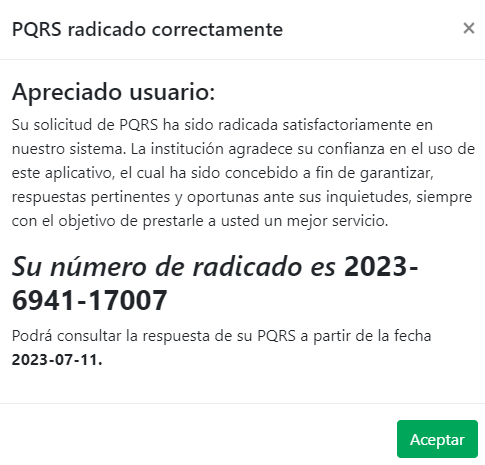 PQRS radicado correctamente ×
Apreciado usuario:
Su solicitud de PQRS ha sido radicada satisfactoriamente en
nuestro sistema. La institución agradece su confianza en el uso de
este aplicativo, el cual ha sido concebido a fin de garantizar,
respuestas pertinentes y oportunas ante sus inquietudes, siempre
con el objetivo de prestarle a usted un mejor servicio.
Su número de radicado es 2023-
6941-17007
Podrá consultar la respuesta de su PQRS a partir de la fecha
2023-07-11.
Aceptar